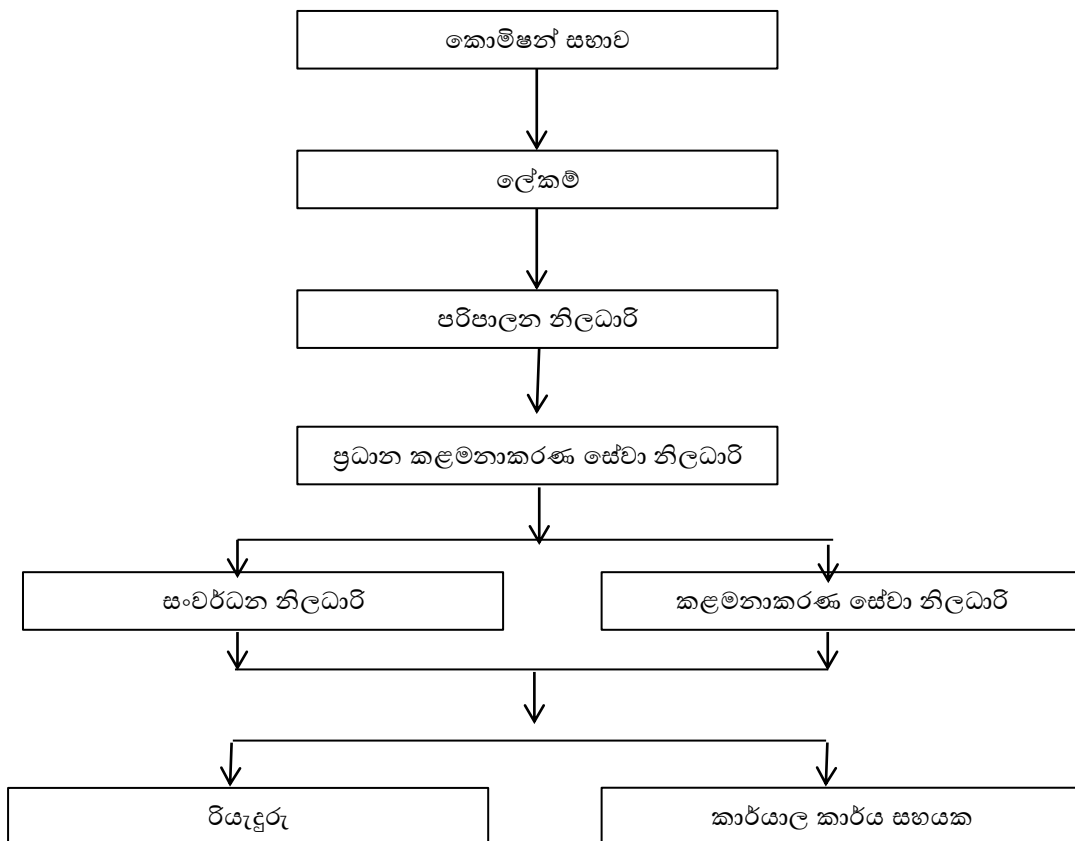 කොමිෂන් සභාව
ලේකම්
පරිපාලන නිලධාරි
ප්‍රධාන කළමනාකරණ සේවා නිලධාරි
සංවර්ධන නිලධාරි
කළමනාකරණ සේවා නිලධාරි
රියැදුරු
කාර්යාල කාර්ය සහයක